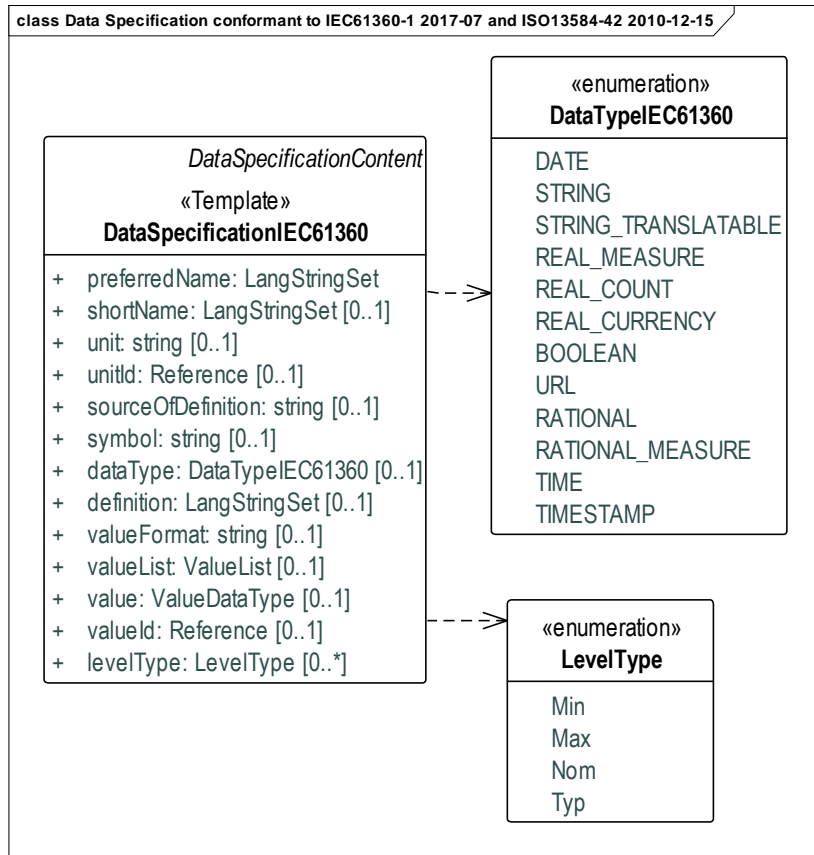 class Data Specification conformant to IEC61360-1 2017-07 and ISO13584-42 2010-12-15
DataSpecificationContent
«Template»
DataSpecificationIEC61360
+ preferredName: LangStringSet
+ shortName: LangStringSet [0..1]
+ unit: string [0..1]
+ unitId: Reference [0..1]
+ sourceOfDefinition: string [0..1]
+ symbol: string [0..1]
+ dataType: DataTypeIEC61360 [0..1]
+ definition: LangStringSet [0..1]
+ valueFormat: string [0..1]
+ valueList: ValueList [0..1]
+ value: ValueDataType [0..1]
+ valueId: Reference [0..1]
+ levelType: LevelType [0..*]
«enumeration»
DataTypeIEC61360
DATE
STRING
STRING_TRANSLATABLE
REAL_MEASURE
REAL_COUNT
REAL_CURRENCY
BOOLEAN
URL
RATIONAL
RATIONAL_MEASURE
TIME
TIMESTAMP
«enumeration»
LevelType
Min
Max
Nom
Typ